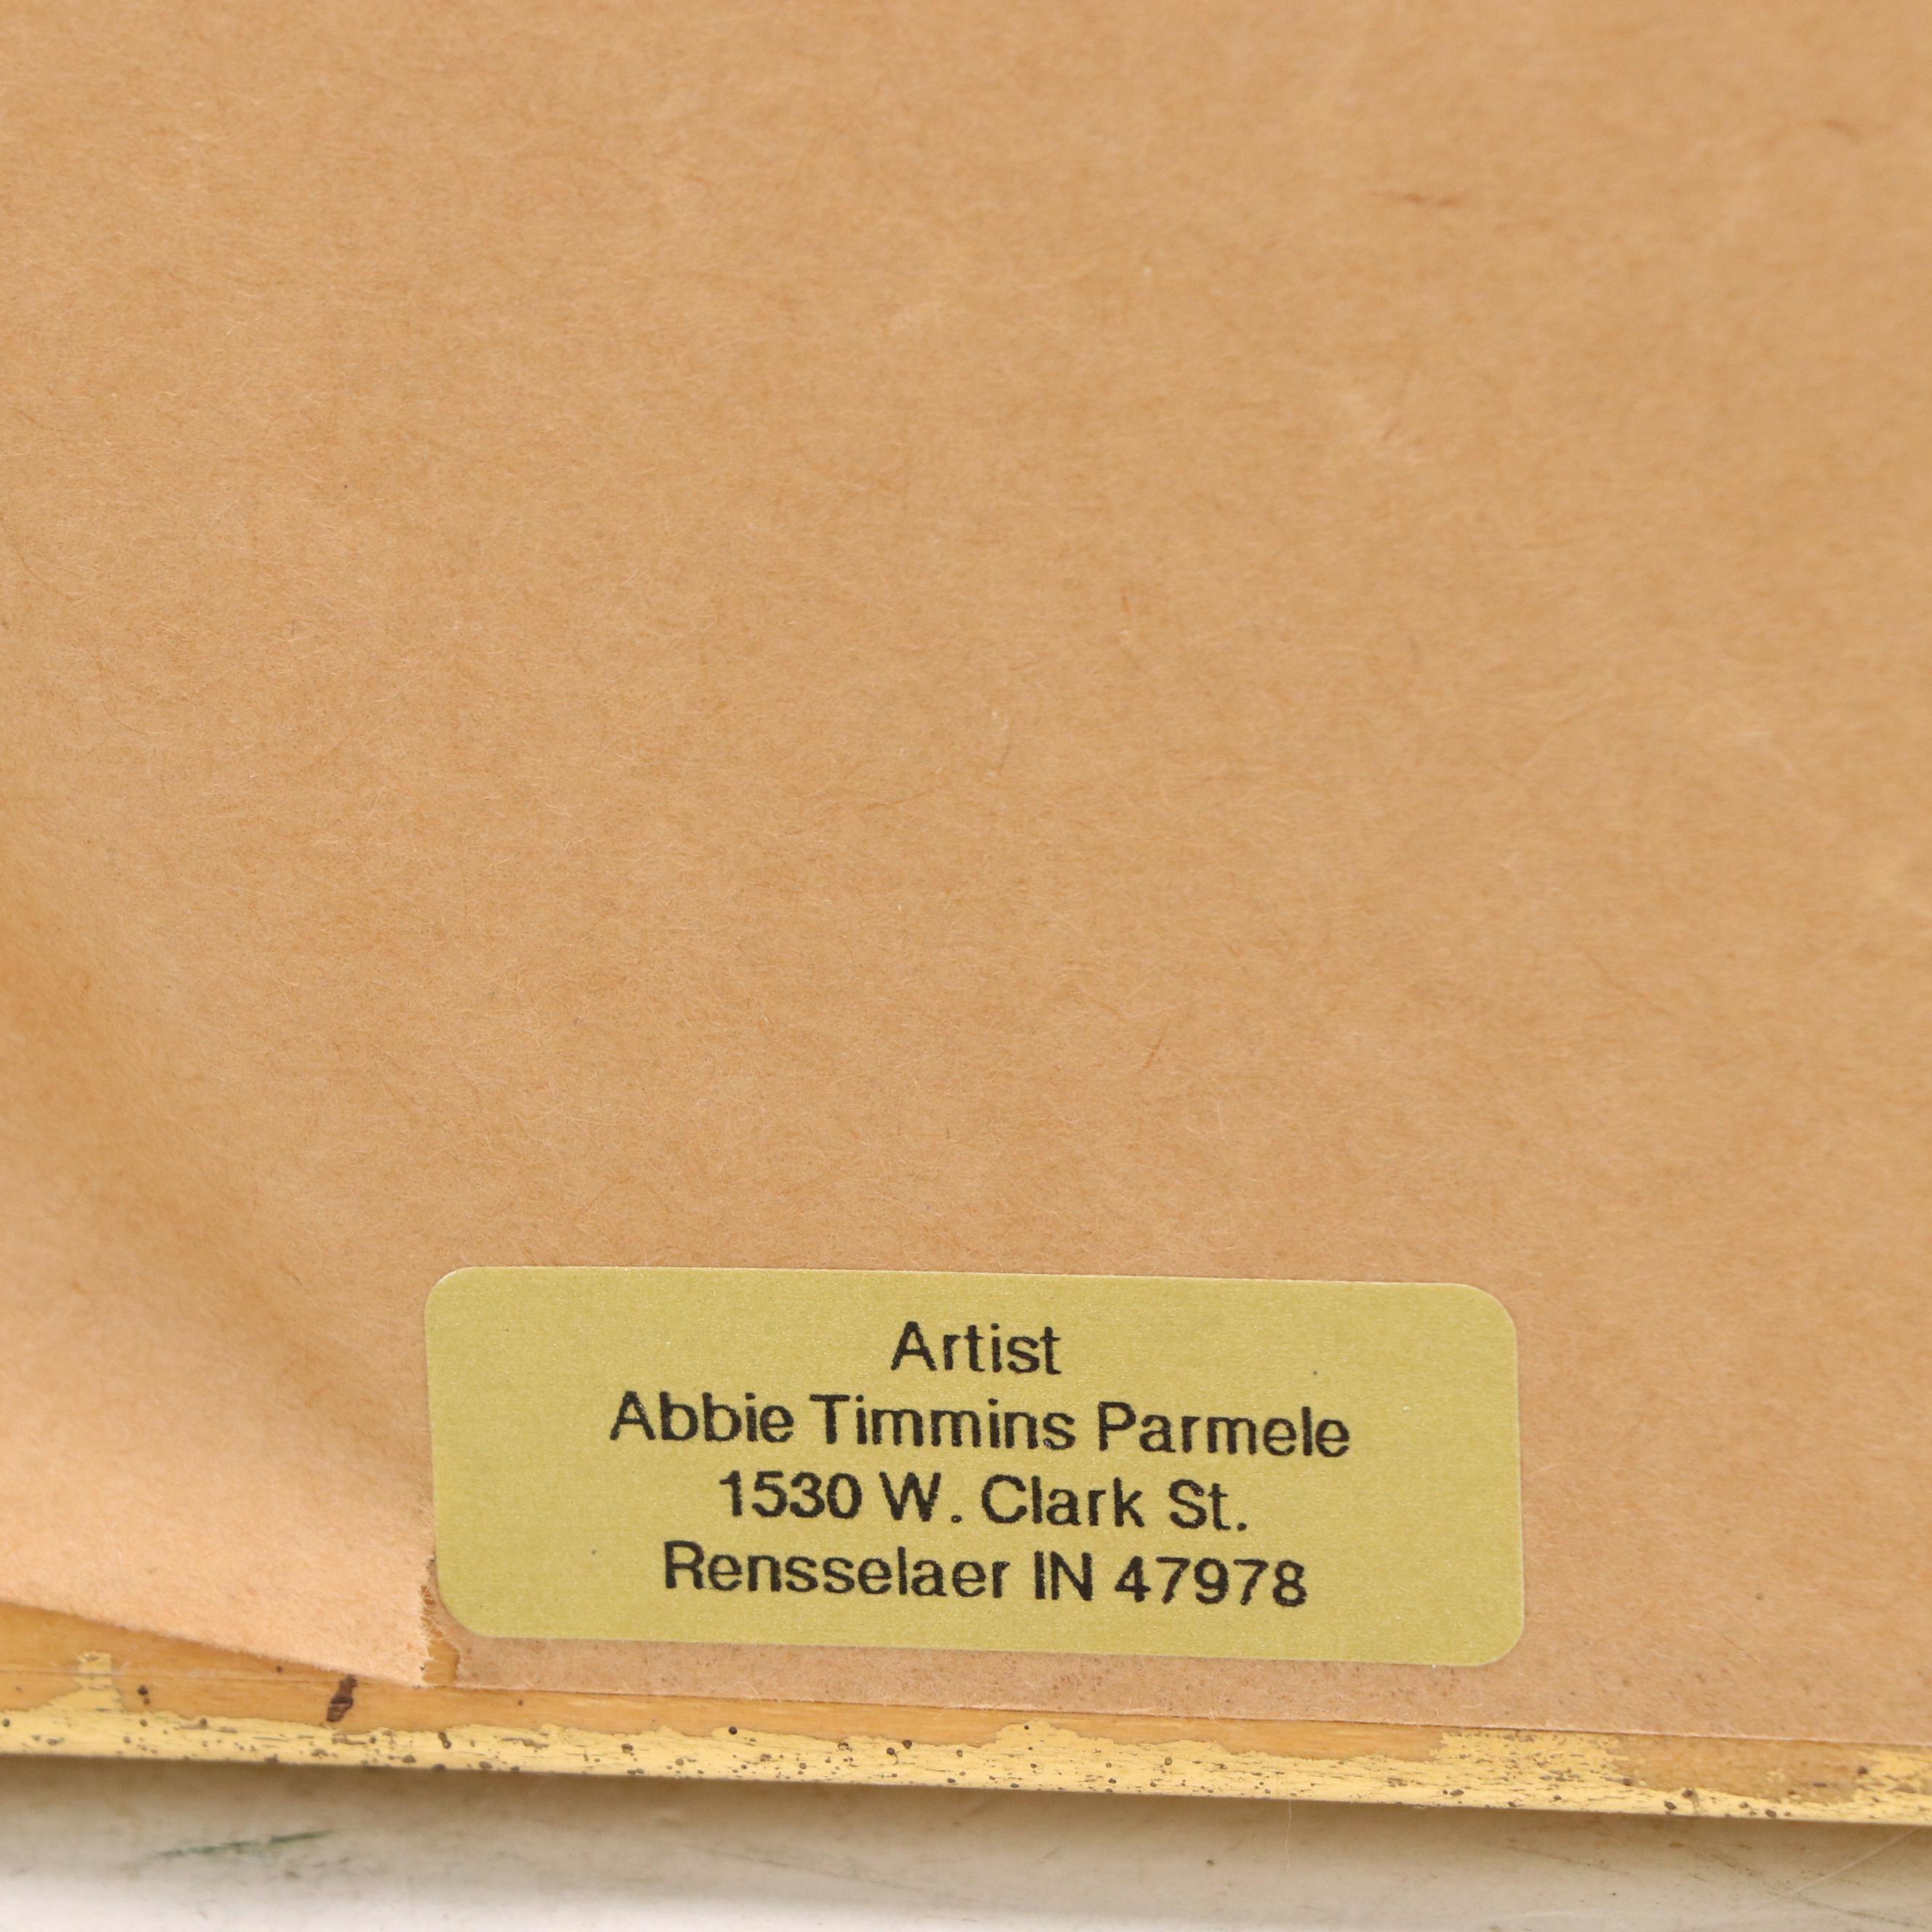 Artist
Abbie Timmins Parmele
1530 W. Clark St.
Rensselaer IN 47978